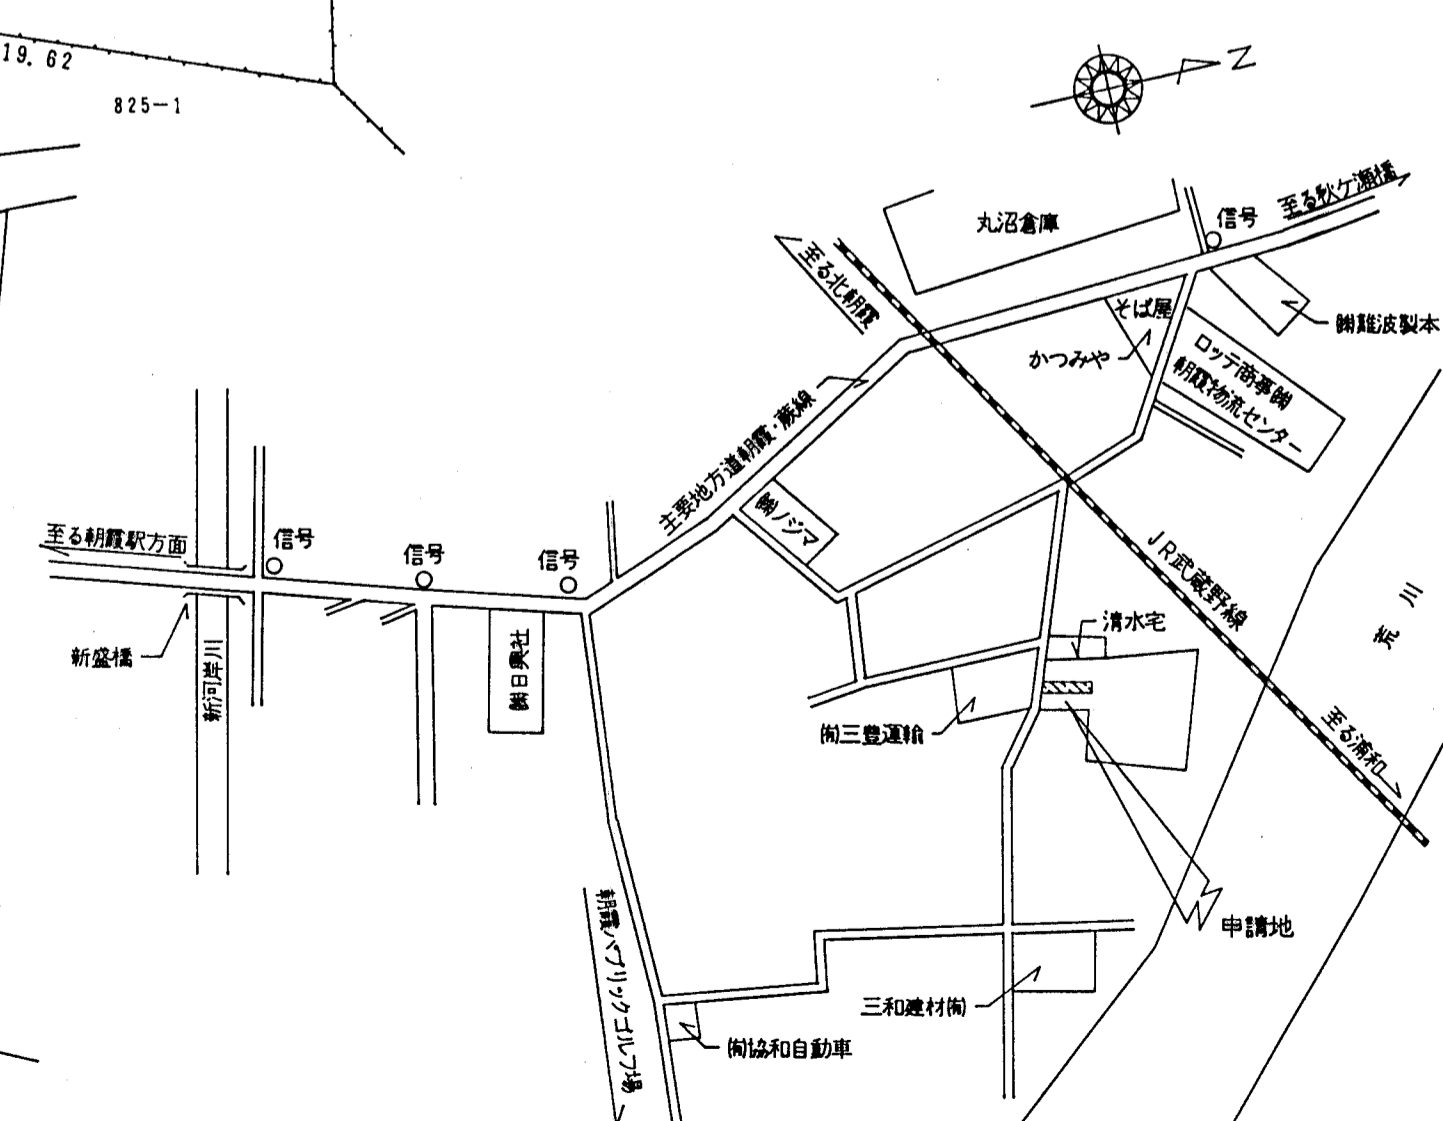 19.62
825-1
N
至る秋ケ瀬橋
信号
丸沼倉庫
至る北朝霞
そば屋
かつみや
㈱難波製本
ロッテ商事㈱
朝霞物流センター
主要地方道朝霞・蕨線
㈱ノジマ
至る朝霞駅方面
信号
信号
信号
JR武蔵野線
荒川
新盛橋
新河岸川
㈱日興社
清水宅
㈲三豊運輸
至る浦和
申請地
朝霞パブリックゴルフ場
三和建材㈲
㈲協和自動車